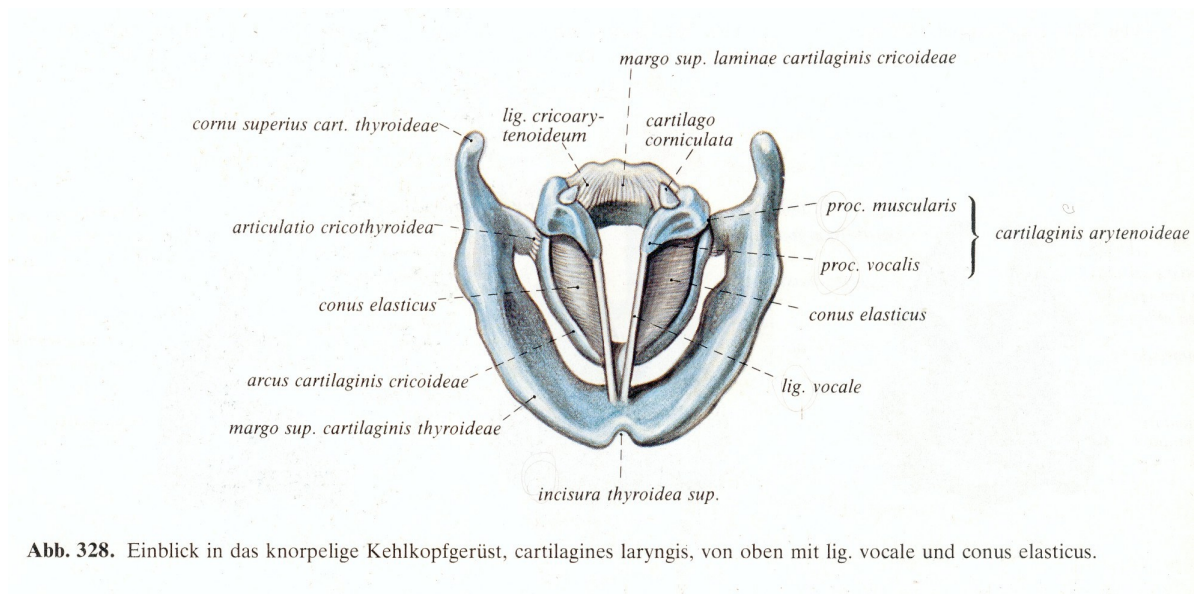 margo sup. laminae cartilaginis cricoideae
cornu superius cart. thyroideae
lig. cricoary-
tenoideum
cartilago
corniculata
proc. muscularis
articulatio cricothyroidea
cartilaginis arytenoideae
proc. vocalis
conus elasticus
conus elasticus
arcus cartilaginis cricoideae
lig. vocale
margo sup. cartilaginis thyroideae
incisura thyroidea sup.
Abb. 328. Einblick in das knorpelige Kehlkopfgerüst, cartilagines laryngis, von oben mit lig. vocale und conus elasticus.